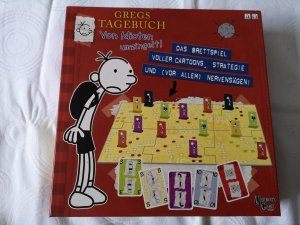 GREGS
TAGEBUCH
Von Idioten
umzingelt!
DAS BRETTSPIEL
VOLLER CARTOONS, STRATEGIE
UND (VOR ALLEM) NERVENSÄGEN!